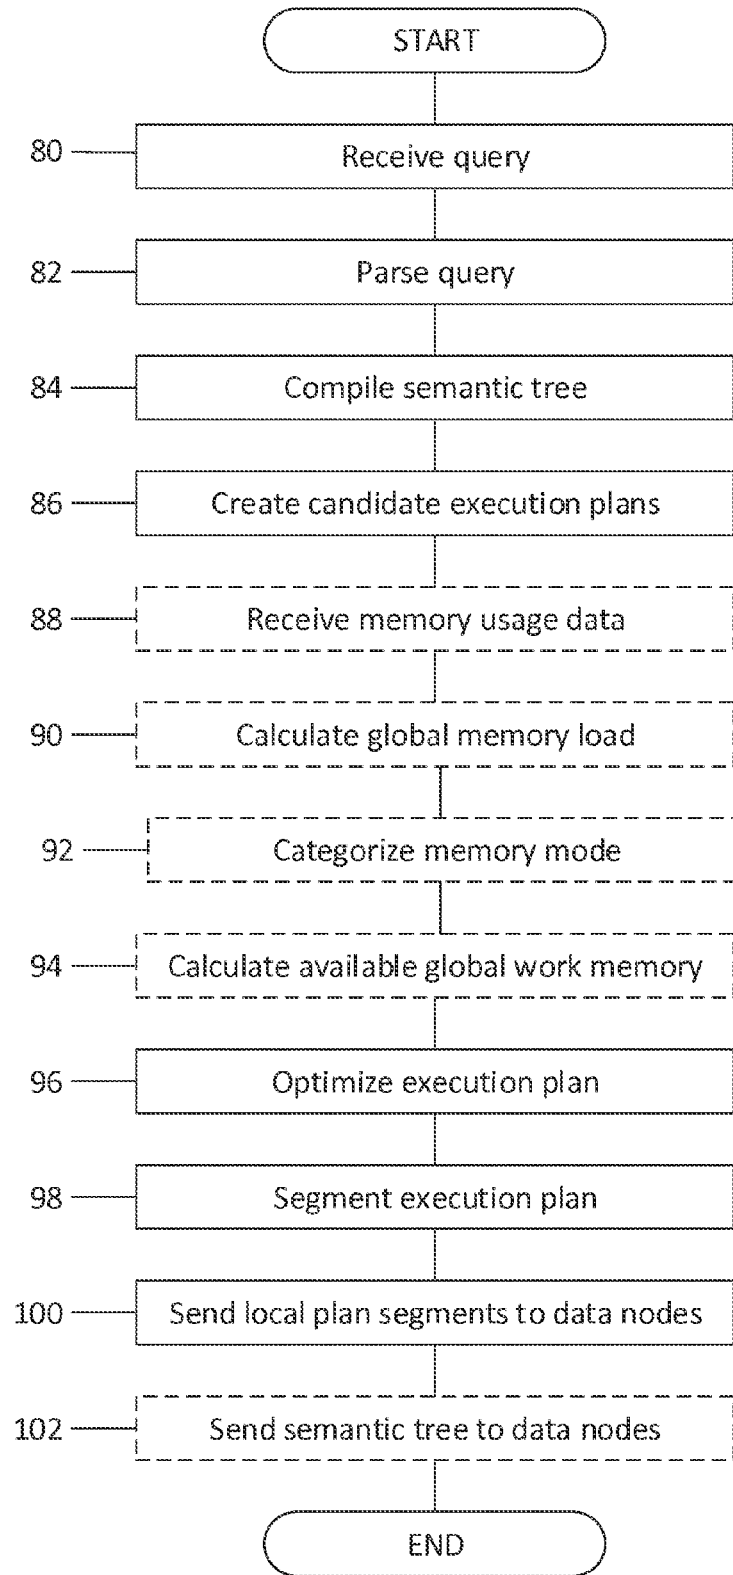 START
80 Receive query
82 Parse query
84 Compile semantic tree
86 Create candidate execution plans
88 Receive memory usage data
90 Calculate global memory load
92 Categorize memory mode
94 Calculate available global work memory
96 Optimize execution plan
98 Segment execution plan
100 Send local plan segments to data nodes
102 Send semantic tree to data nodes
END